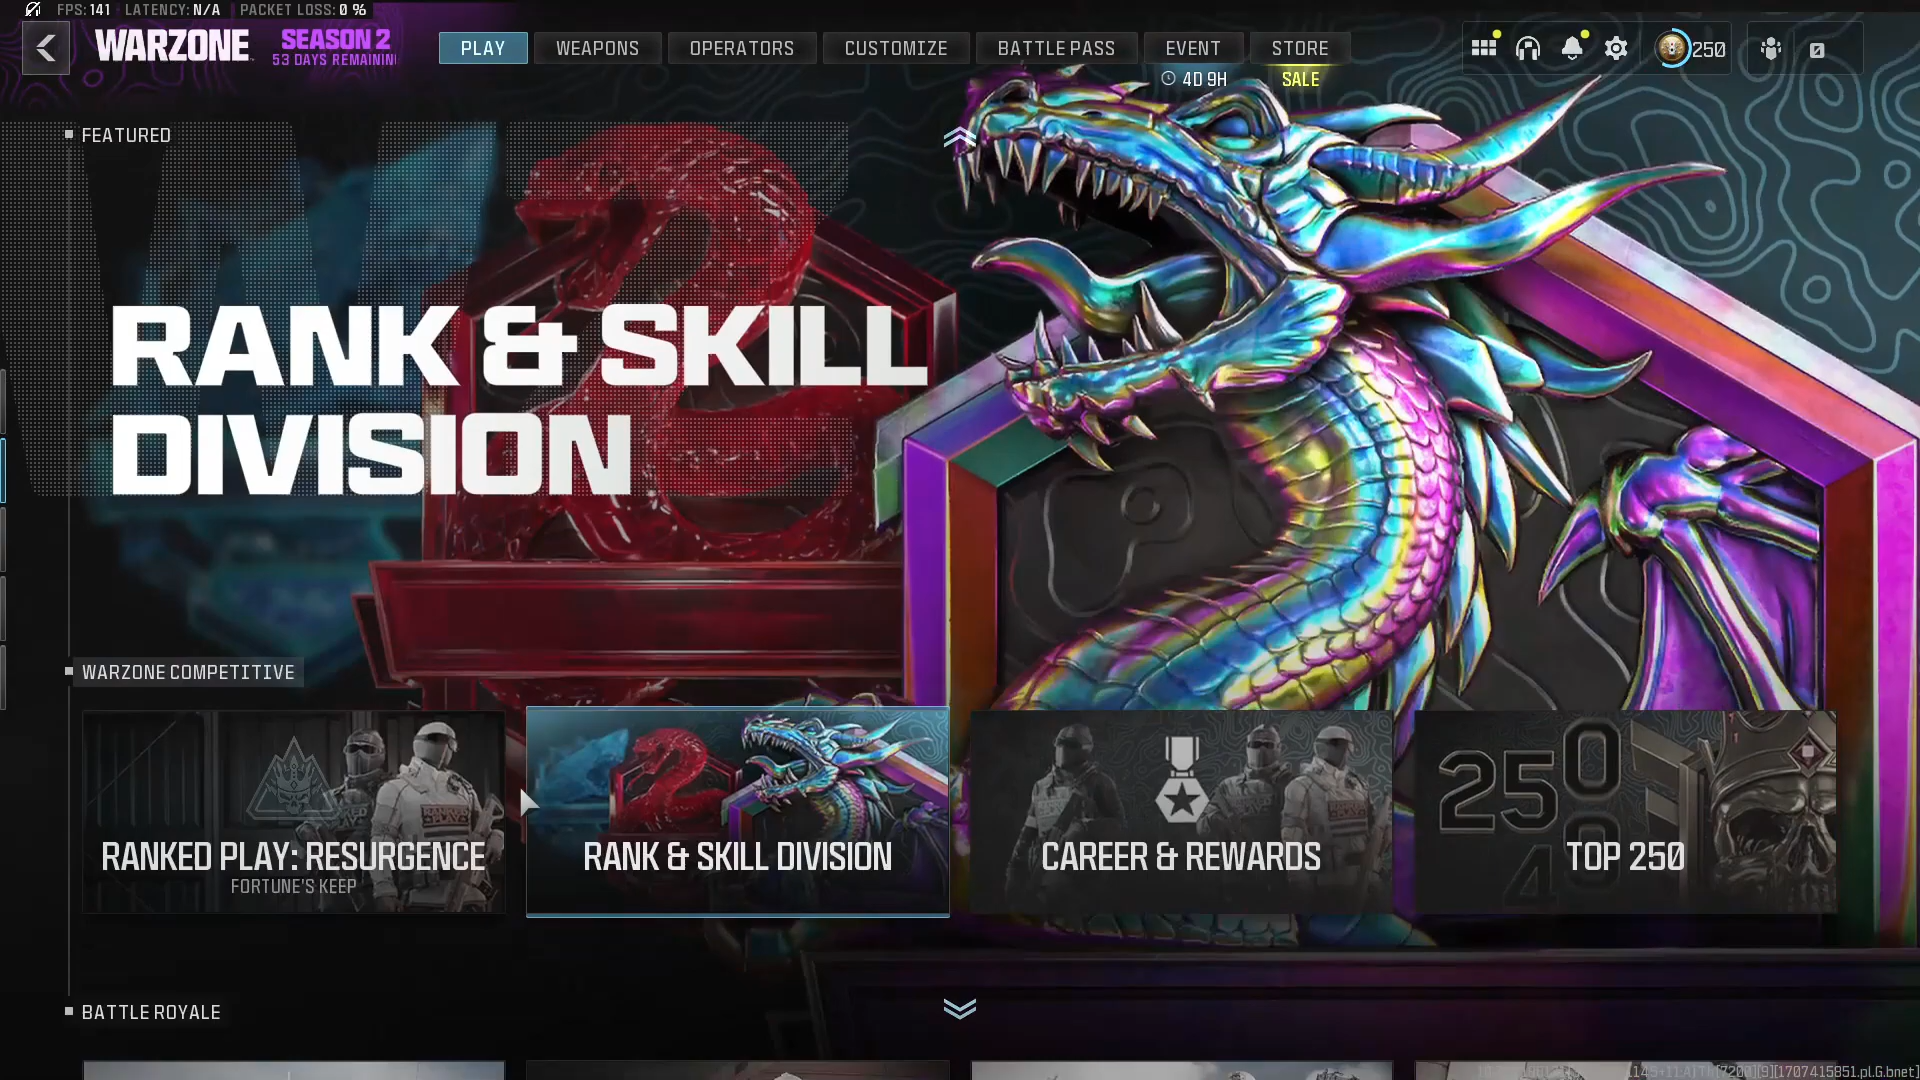 FPS: 141 LATENCY: N/A PACKET LOSS: 0 %
WARZONE
SEASON 2
53 DAYS REMAININ
PLAY
WEAPONS
OPERATORS
CUSTOMIZE
BATTLE PASS
EVENT
STORE
4D 9H
SALE
250
0
FEATURED
RANK & SKILL
DIVISION
WARZONE COMPETITIVE
RANKED PLAY: RESURGENCE
FORTUNE'S KEEP
RANK & SKILL DIVISION
CAREER & REWARDS
250
TOP 250
BATTLE ROYALE